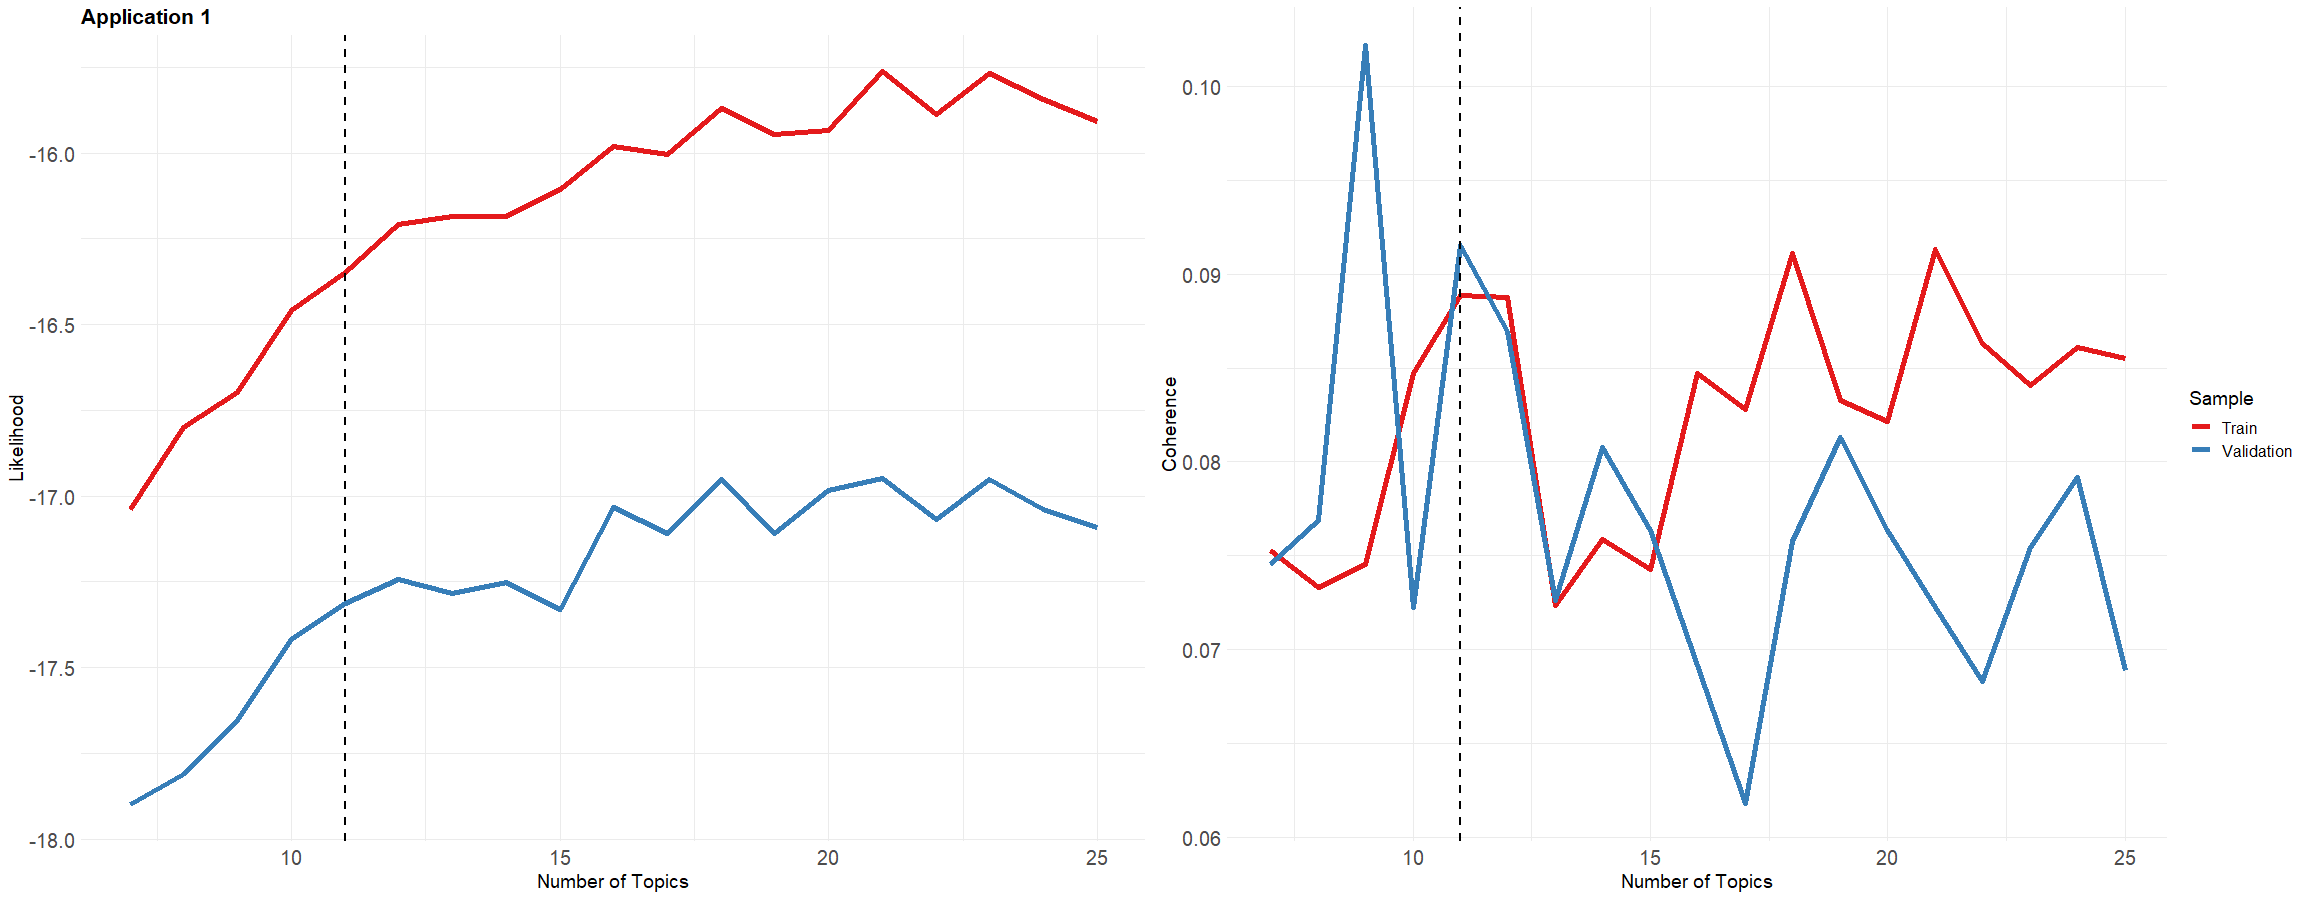 Application 1
Likelihood
-16.0
-16.5
-17.0
-17.5
-18.0
10 15 20 25
Number of Topics
Coherence
0.10
0.09
0.08
0.07
0.06
10 15 20 25
Number of Topics
Sample
Train
Validation